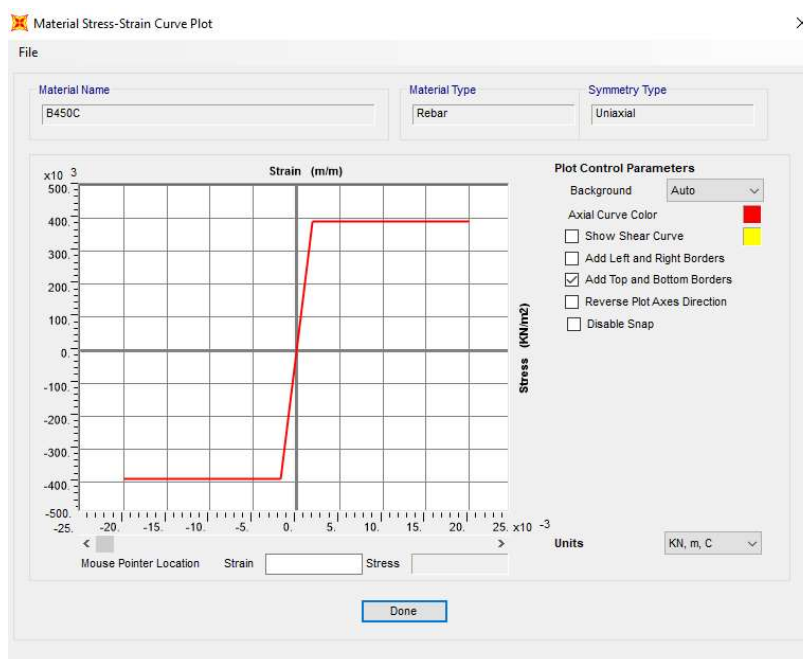 Material Stress-Strain Curve Plot
File
Material Name
B450C
Material Type
Rebar
Symmetry Type
Uniaxial
x10 3
Strain (m/m)
500.
400.
300.
200.
100.
0.
-100.
-200.
-300.
-400.
-500.
-25. -20. -15. -10. -5. 0. 5. 10. 15. 20. 25. x10 -3
Stress (KN/m2)
Mouse Pointer Location Strain Stress
Plot Control Parameters
Background Auto
Axial Curve Color
Show Shear Curve
Add Left and Right Borders
Add Top and Bottom Borders
Reverse Plot Axes Direction
Disable Snap
Units KN, m, C
Done